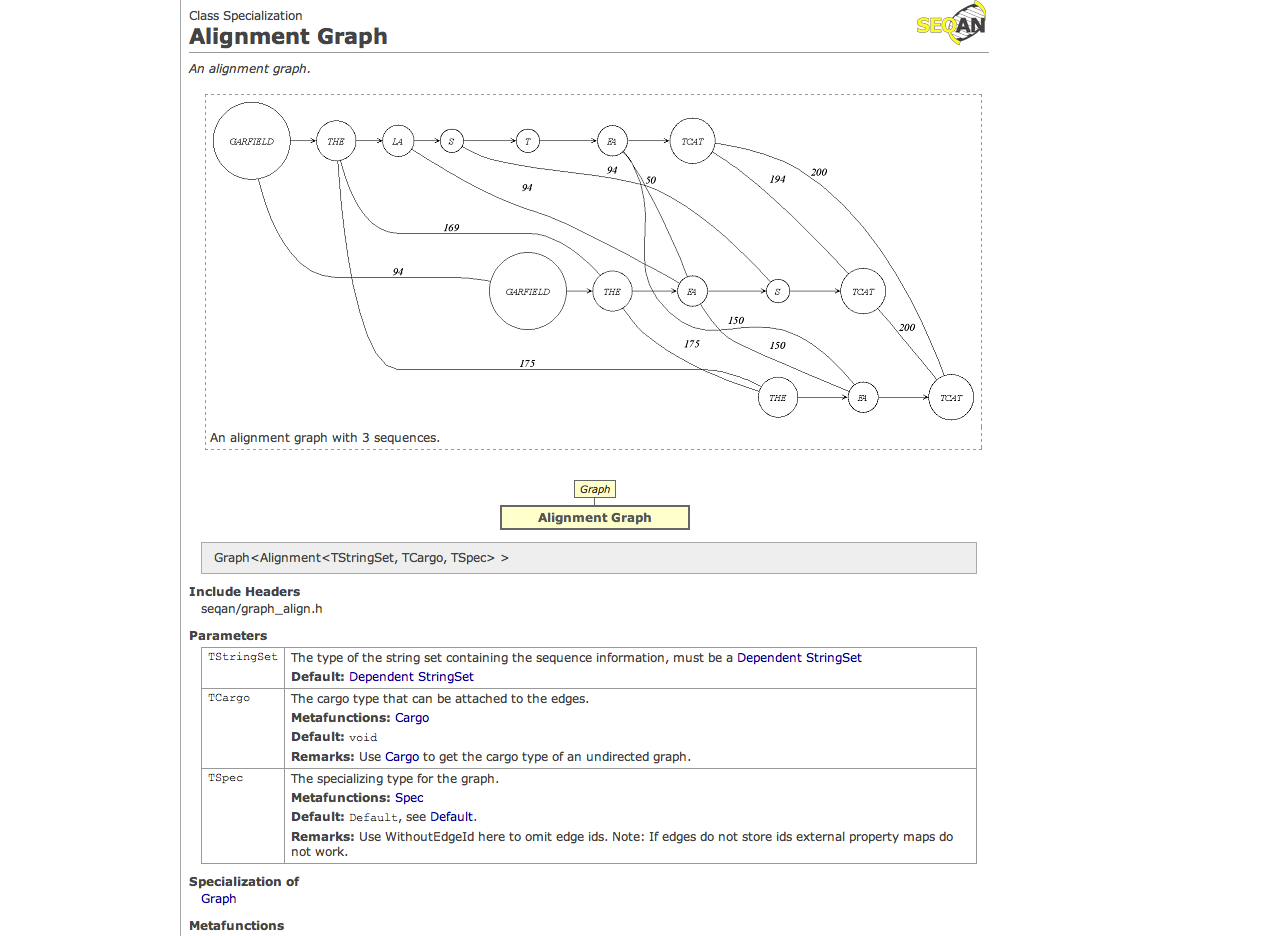 Class Specialization
SEQAN
Alignment Graph
An alignment graph.
GARFIELD THE LA S T FA TCAT
94 50 194 200
94
169
94
GARFIELD THE FA S TCAT
150 200
175 150
175
THE FA TCAT
An alignment graph with 3 sequences.
Graph
Alignment Graph
Graph<Alignment<TStringSet, TCargo, TSpec> >
Include Headers
seqan/graph_align.h
Parameters
TStringSet The type of the string set containing the sequence information, must be a Dependent StringSet
Default: Dependent StringSet
TCargo The cargo type that can be attached to the edges.
Metafunctions: Cargo
Default: void
Remarks: Use Cargo to get the cargo type of an undirected graph.
TSpec The specializing type for the graph.
Metafunctions: Spec
Default: Default, see Default.
Remarks: Use WithoutEdgeId here to omit edge ids. Note: If edges do not store ids external property maps do
not work.
Specialization of
Graph
Metafunctions